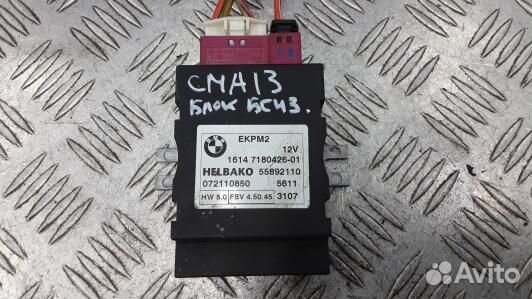 СМА13
БЛОК БСИЗ.
EKPM2
12V
1614 7180426-01
HELBAKO 55892110
072110850 5611
HW 5.0 FSV 4.50.45 3107
Avito